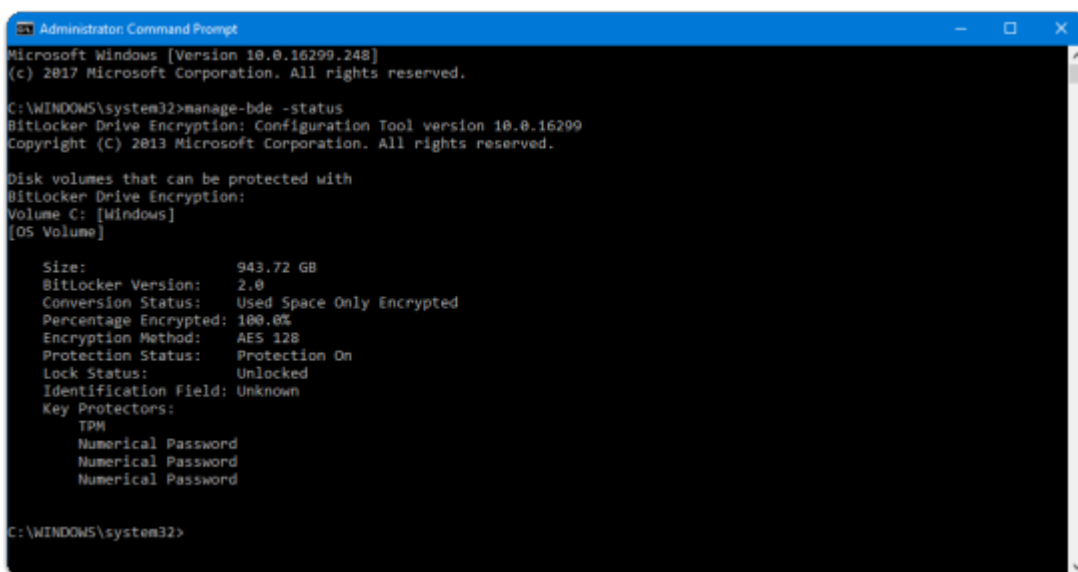 Administrator: Command Prompt
Microsoft Windows [Version 10.0.16299.248]
(c) 2017 Microsoft Corporation. All rights reserved.
C:\WINDOWS\system32>manage-bde -status
BitLocker Drive Encryption: Configuration Tool version 10.0.16299
Copyright (C) 2013 Microsoft Corporation. All rights reserved.
Disk volumes that can be protected with
BitLocker Drive Encryption:
Volume C: [Windows]
[OS Volume]
Size: 943.72 GB
BitLocker Version: 2.0
Conversion Status: Used Space Only Encrypted
Percentage Encrypted: 100.0%
Encryption Method: AES 128
Protection Status: Protection On
Lock Status: Unlocked
Identification Field: Unknown
Key Protectors:
TPM
Numerical Password
Numerical Password
Numerical Password
C:\WINDOWS\system32>